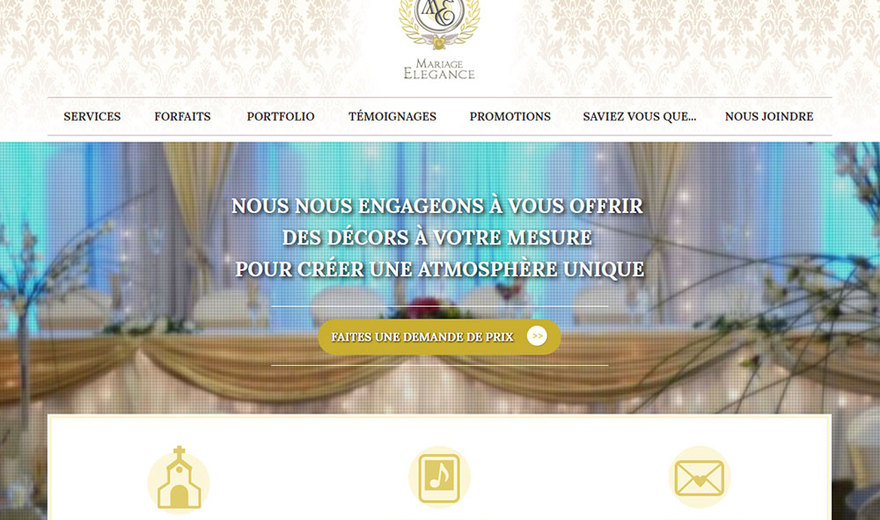 ME
MARIAGE
ELEGANCE
SERVICES FORFAITS PORTFOLIO TÉMOIGNAGES PROMOTIONS SAVIEZ VOUS QUE... NOUS JOINDRE
NOUS NOUS ENGAGEONS À VOUS OFFRIR
DES DÉCORS À VOTRE MESURE
POUR CRÉER UNE ATMOSPHÈRE UNIQUE
FAITES UNE DEMANDE DE PRIX >>